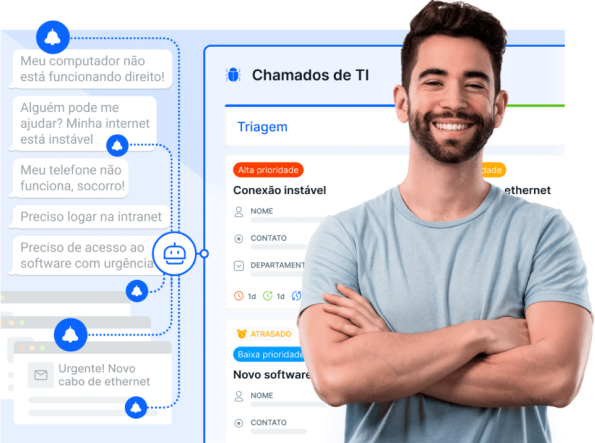 Meu computador não
está funcionando direito!
Alguém pode me
ajudar? Minha internet
está instável
Meu telefone não
funciona, socorro!
Preciso logar na intranet
Preciso de acesso ao
software com urgência
Urgente! Novo
cabo de ethernet
Chamados de TI
Triagem
Alta prioridade
Conexão instável
NOME
CONTATO
DEPARTAMENT
1d 1d
ATRASADO
Baixa prioridade
Novo software
NOME
CONTATO
dade
ethernet